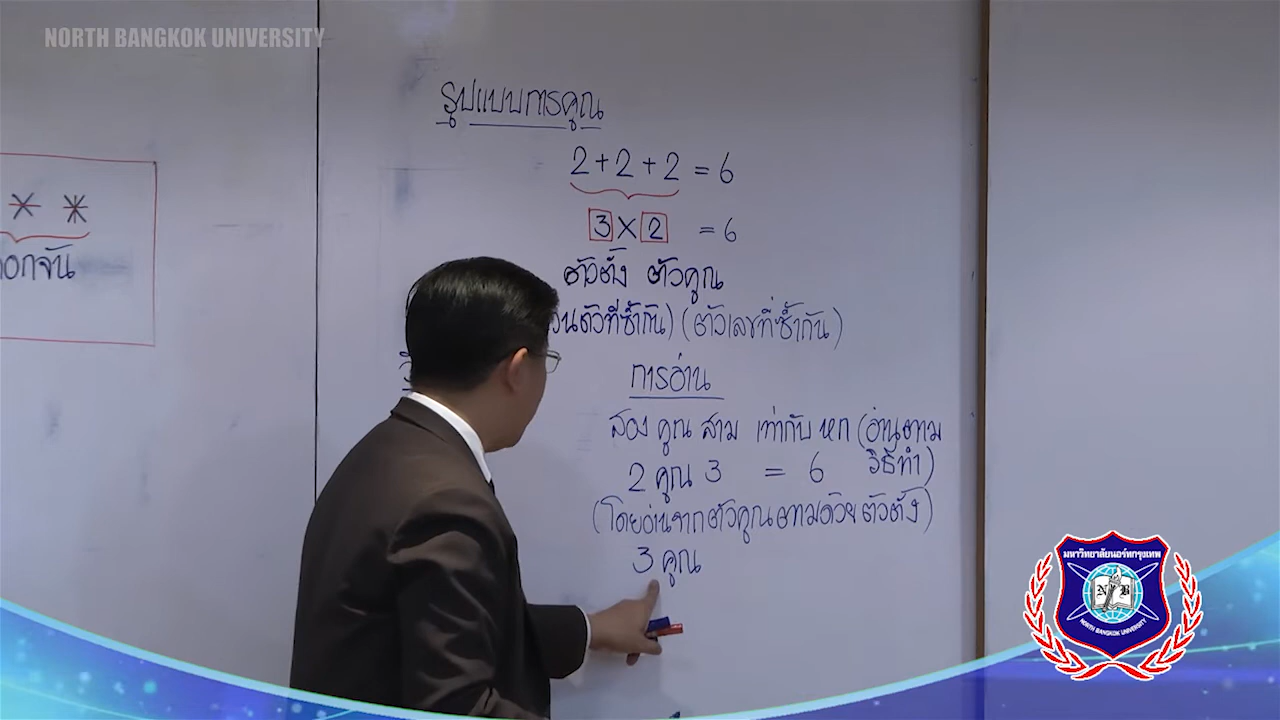 NORTH BANGKOK UNIVERSITY
รูปแบบการคูณ
2+2+2 = 6
3 X 2 = 6
ตัวตั้ง ตัวคูณ
ตัวที่ซ้ำกัน) (ตัวเลขที่ซ้ำกัน)
การอ่าน
สอง คูณ สาม เท่ากับ หก (อ่านตาม
2 คูณ 3 = 6 วิธีทำ)
(โดยอ่านจากตัวคูณตามด้วยตัวตั้ง)
3 คูณ
* *
ดอกจัน
มหาวิทยาลัยนอร์ทกรุงเทพ
N B
NORTH BANGKOK UNIVERSITY